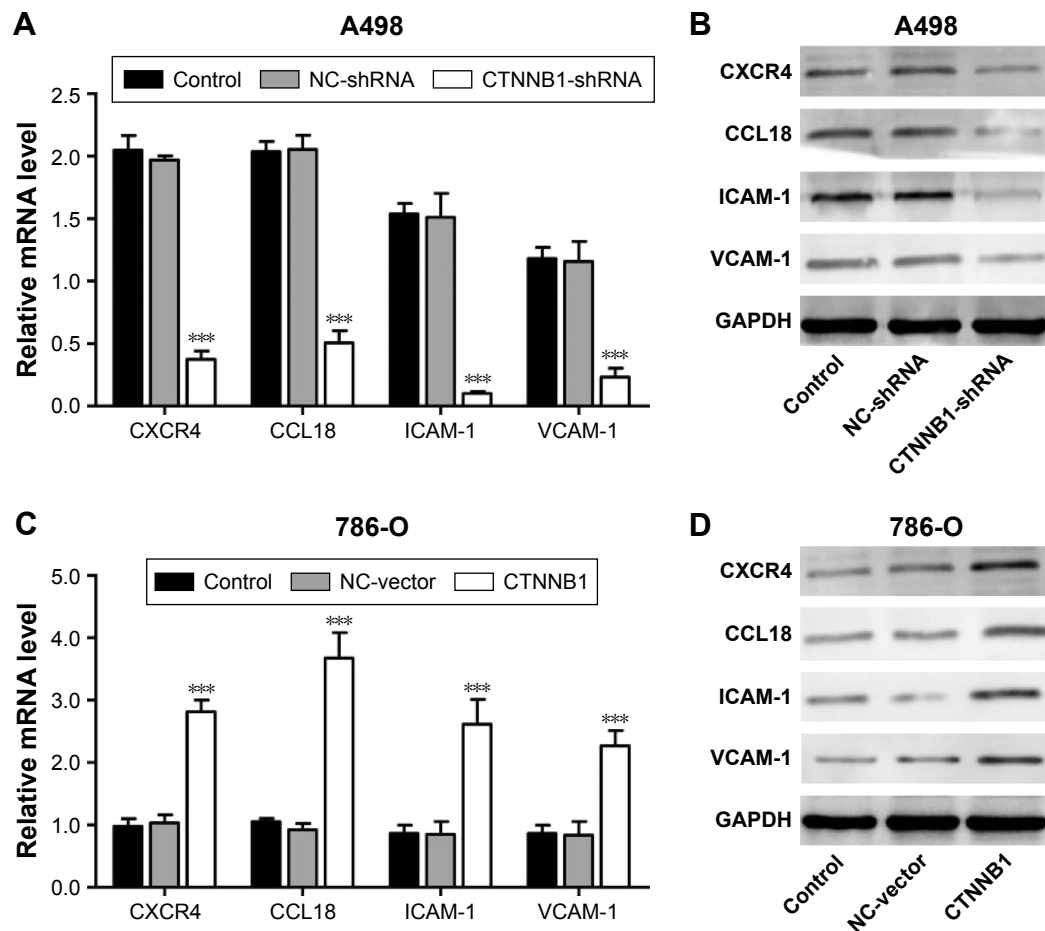 A
A498
Control NC-shRNA CTNNB1-shRNA
Relative mRNA level
2.5
2.0
1.5
1.0
0.5
0.0
***
***
***
***
CXCR4 CCL18 ICAM-1 VCAM-1
B
A498
CXCR4
CCL18
ICAM-1
VCAM-1
GAPDH
Control NC-shRNA CTNNB1-shRNA
C
786-O
Control NC-vector CTNNB1
Relative mRNA level
5.0
4.0
3.0
2.0
1.0
0.0
***
***
***
***
CXCR4 CCL18 ICAM-1 VCAM-1
D
786-O
CXCR4
CCL18
ICAM-1
VCAM-1
GAPDH
Control NC-vector CTNNB1